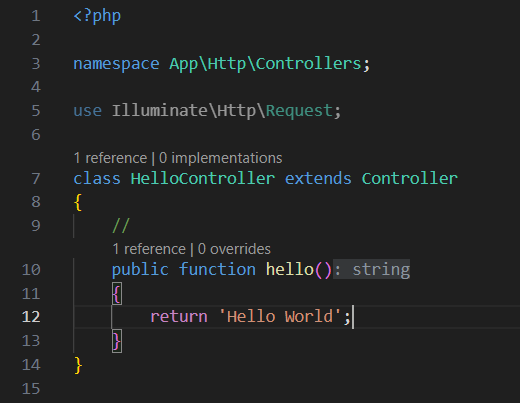 1 <?php
2
3 namespace App\Http\Controllers;
4
5 use Illuminate\Http\Request;
6
1 reference | 0 implementations
7 class HelloController extends Controller
8 {
9     //
1 reference | 0 overrides
10     public function hello(): string
11     {
12         return 'Hello World';
13     }
14 }
15